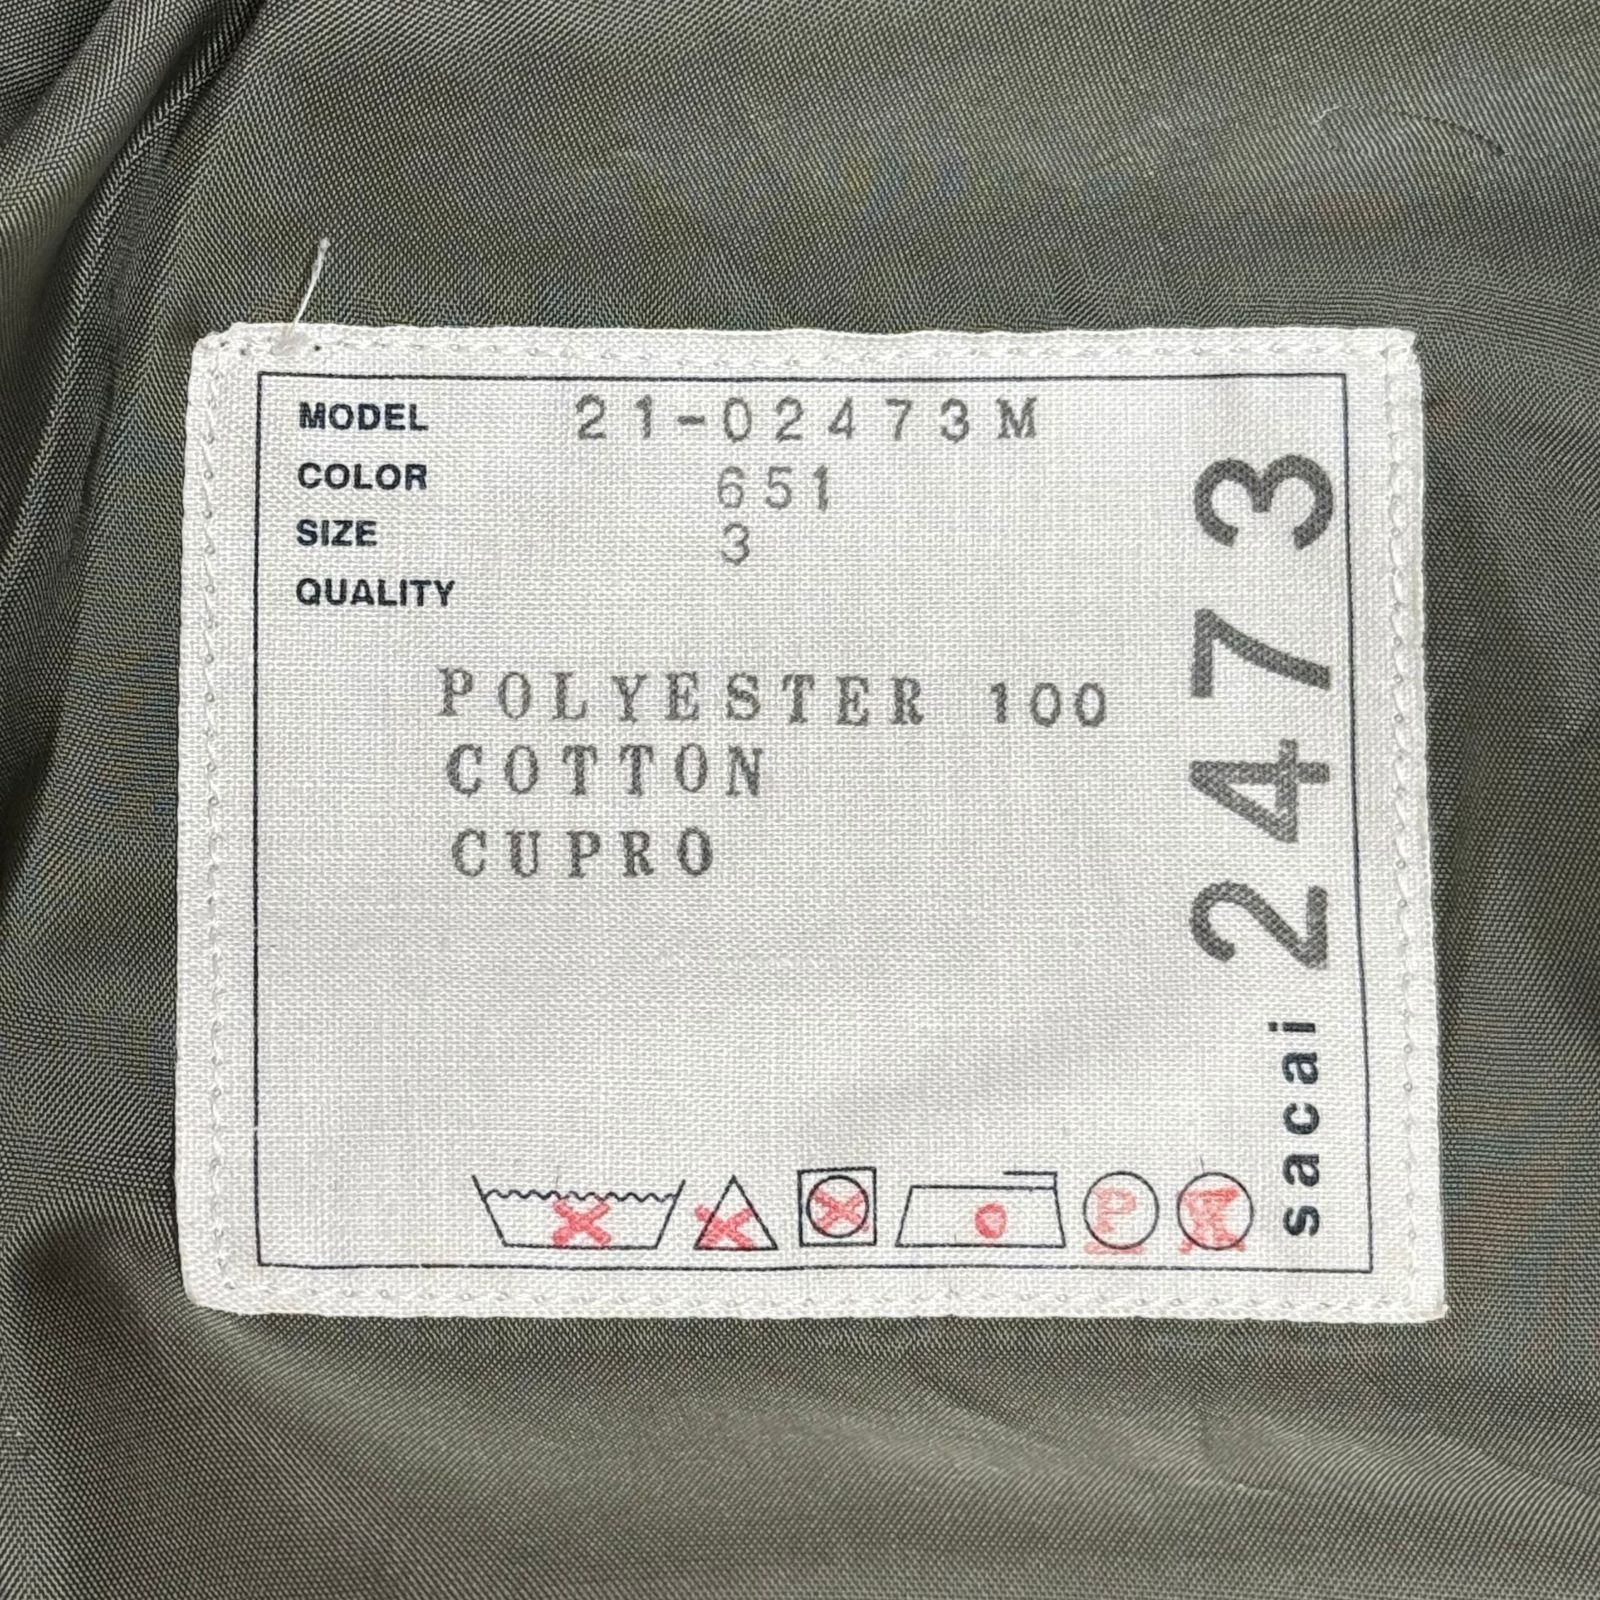 MODEL 21-02473M
COLOR 651
SIZE 3
QUALITY
POLYESTER 100
COTTON
CUPRO
sacai 2473
P